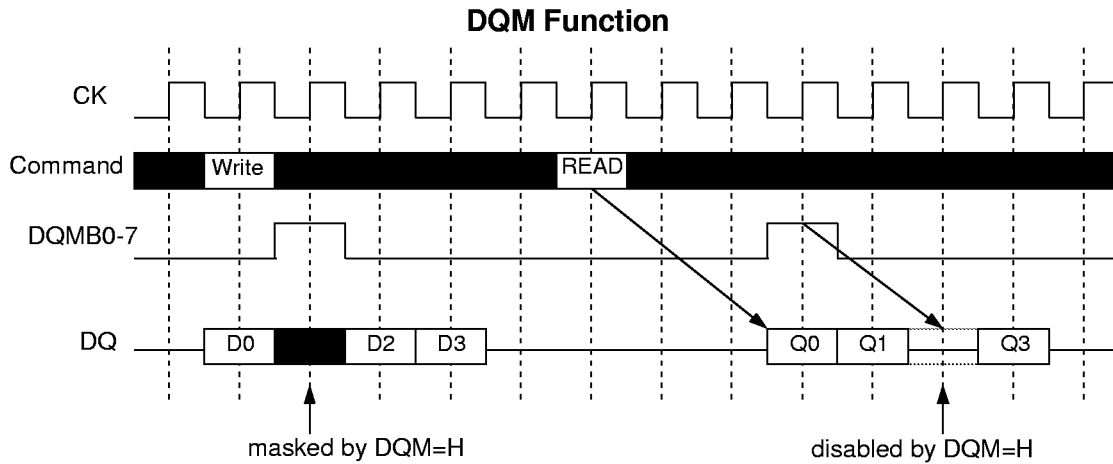 DQM Function
CK
Command
Write
READ
DQMB0-7
DQ
D0
D2
D3
Q0
Q1
Q3
masked by DQM=H
disabled by DQM=H